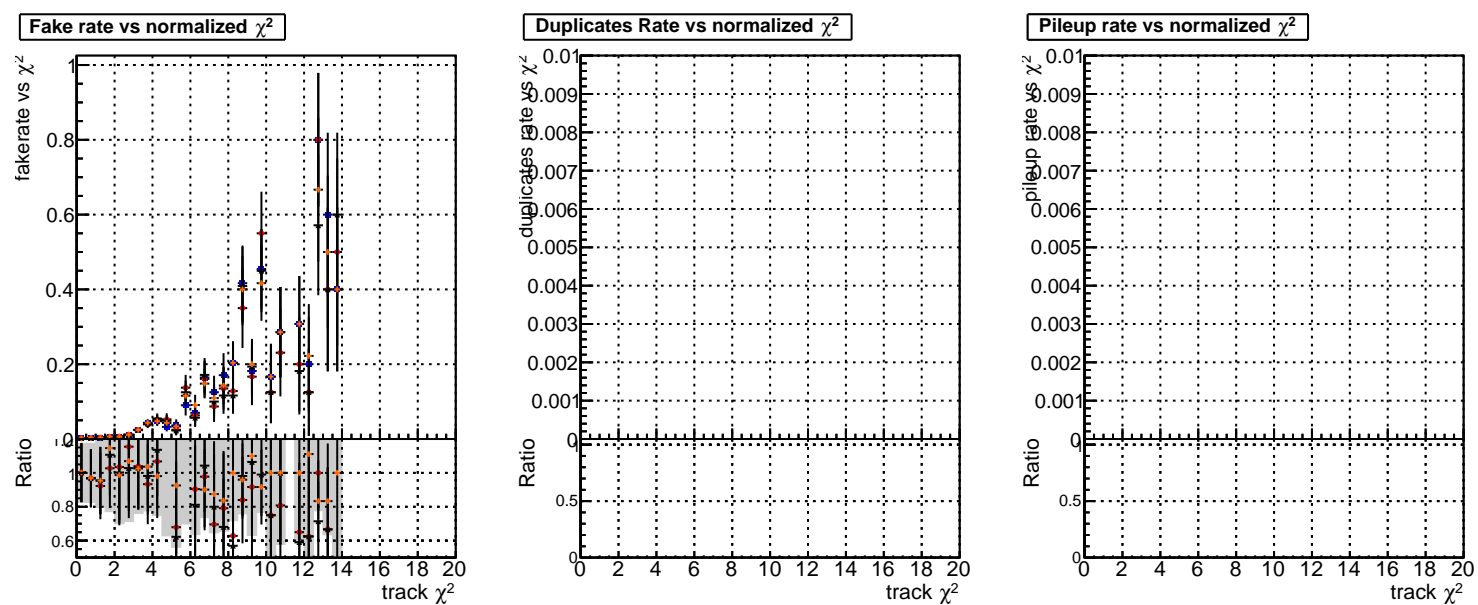 Fake rate vs normalized χ²
fakerate vs χ²
1
0.8
0.6
0.4
0.2
0
Ratio
1.2
1
0.8
0.6
0 2 4 6 8 10 12 14 16 18 20
track χ²
Duplicates Rate vs normalized χ²
duplicates rate vs χ²
0.01
0.009
0.008
0.007
0.006
0.005
0.004
0.003
0.002
0.001
0
Ratio
1
0.5
0
0 2 4 6 8 10 12 14 16 18 20
track χ²
Pileup rate vs normalized χ²
pileup rate vs χ²
0.01
0.009
0.008
0.007
0.006
0.005
0.004
0.003
0.002
0.001
0
Ratio
1
0.5
0
0 2 4 6 8 10 12 14 16 18 20
track χ²